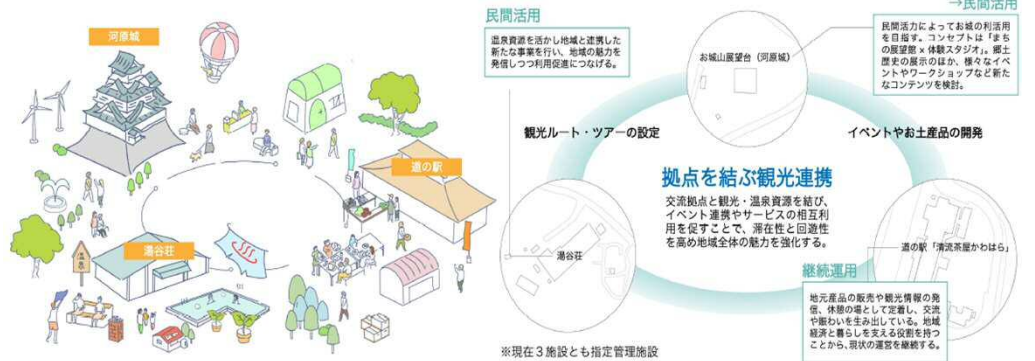 河原城
道の駅
湯谷荘
温泉
民間活用
温泉資源を活かし地域と連携した
新たな事業を行い、地域の魅力を
発信しつつ利用促進につなげる。
→民間活用
民間活力によってお城の利活用
を目指す。コンセプトは「まち
の展望館 × 体験スタジオ」。郷土
歴史の展示のほか、様々なイベ
ントやワークショップなど新た
なコンテンツを検討。
お城山展望台（河原城）
観光ルート・ツアーの設定
イベントやお土産品の開発
拠点を結ぶ観光連携
交流拠点と観光・温泉資源を結び、
イベント連携やサービスの相互利
用を促すことで、滞在性と回遊性
を高め地域全体の魅力を強化する。
湯谷荘
道の駅「清流茶屋かわはら」
継続運用
地元産品の販売や観光情報の発
信、休憩の場として定着し、交流
や賑わいを生み出している。地域
経済と暮らしを支える役割を持つ
ことから、現状の運営を継続する。
※現在３施設とも指定管理施設